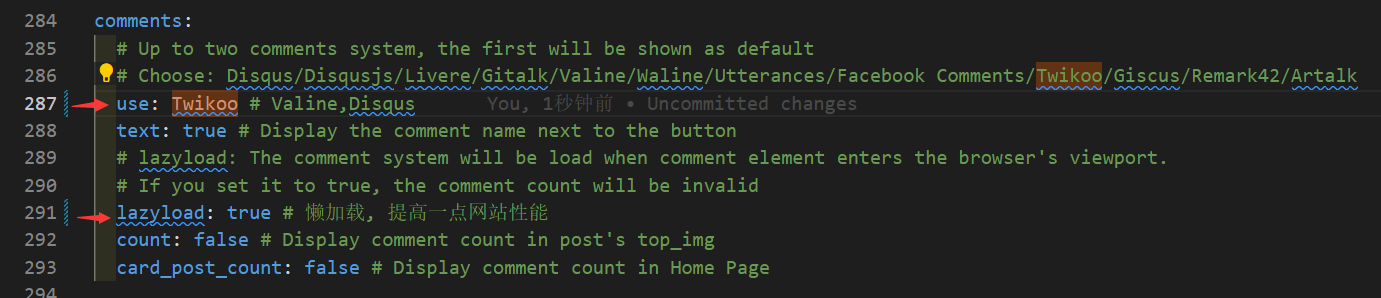 284 comments:
285 # Up to two comments system, the first will be shown as default
286 # Choose: Disqus/Disqusjs/Livere/Gitalk/Valine/Waline/Utterances/Facebook Comments/Twikoo/Giscus/Remark42/Artalk
287 use: Twikoo # Valine,Disqus You, 1秒钟前 • Uncommitted changes
288 text: true # Display the comment name next to the button
289 # lazyload: The comment system will be load when comment element enters the browser's viewport.
290 # If you set it to true, the comment count will be invalid
291 lazyload: true # 懒加载, 提高一点网站性能
292 count: false # Display comment count in post's top_img
293 card_post_count: false # Display comment count in Home Page
294